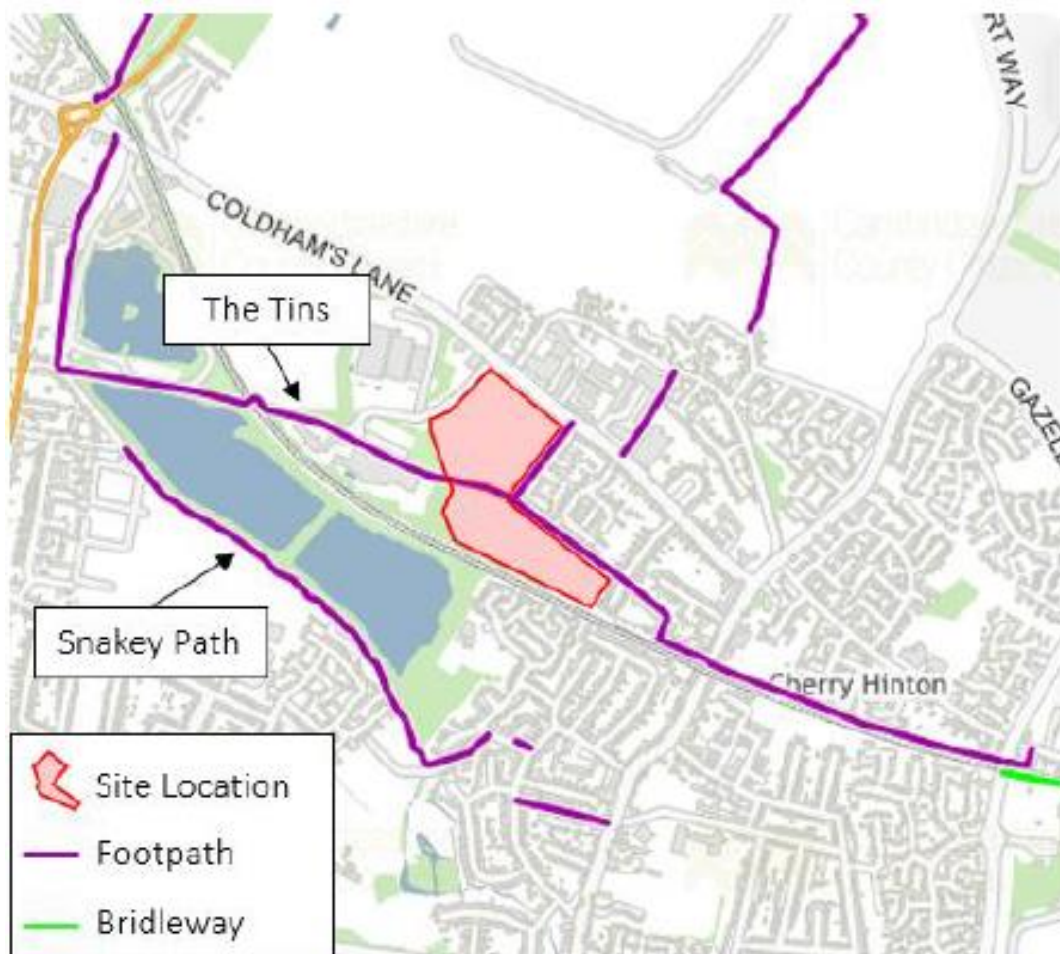 RT WAY
COLDHAM'S LANE
The Tins
GAZEL
Snakey Path
Cherry Hinton
Site Location
Footpath
Bridleway